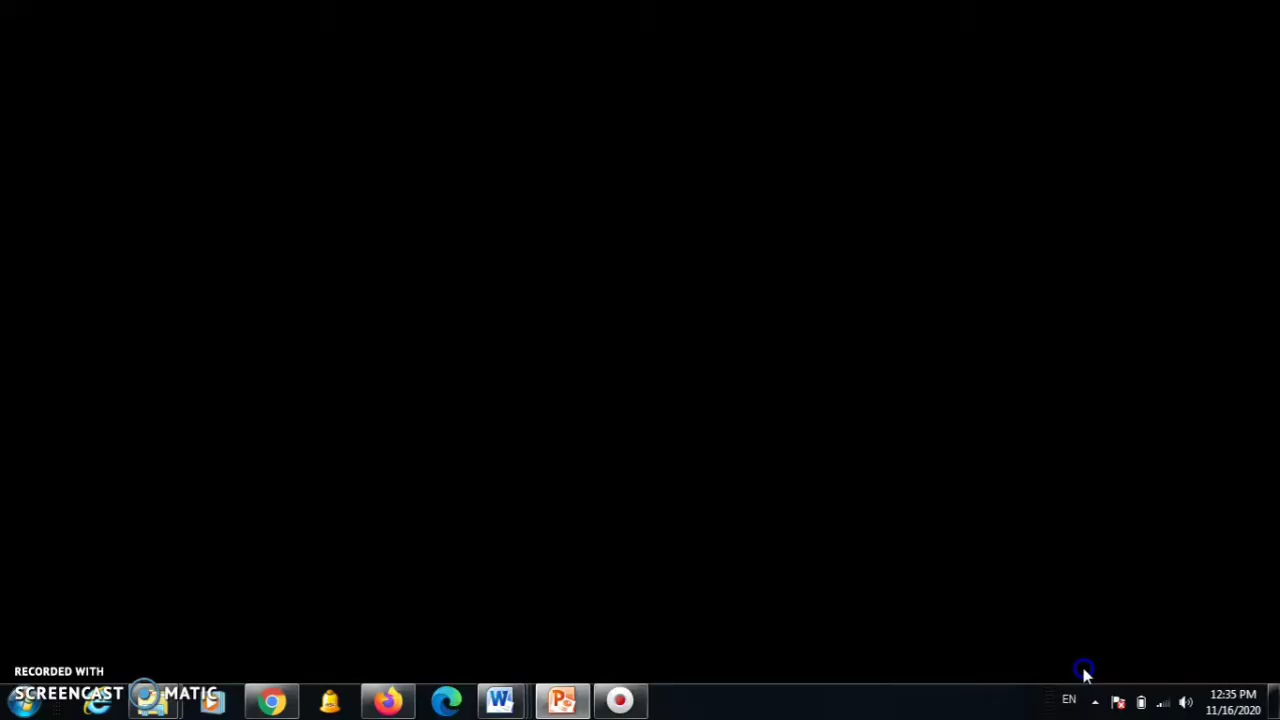 RECORDED WITH
SCREENCAST MATIC
EN
12:35 PM
11/16/2020